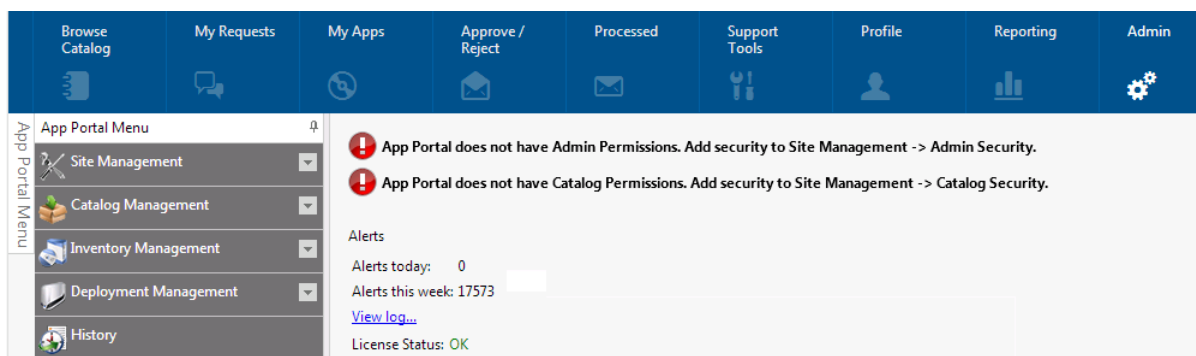 Browse
Catalog
My Requests
My Apps
Approve /
Reject
Processed
Support
Tools
Profile
Reporting
Admin
App Portal Menu
App Portal Menu
Site Management
Catalog Management
Inventory Management
Deployment Management
History
App Portal does not have Admin Permissions. Add security to Site Management -> Admin Security.
App Portal does not have Catalog Permissions. Add security to Site Management -> Catalog Security.
Alerts
Alerts today: 0
Alerts this week: 17573
View log...
License Status: OK